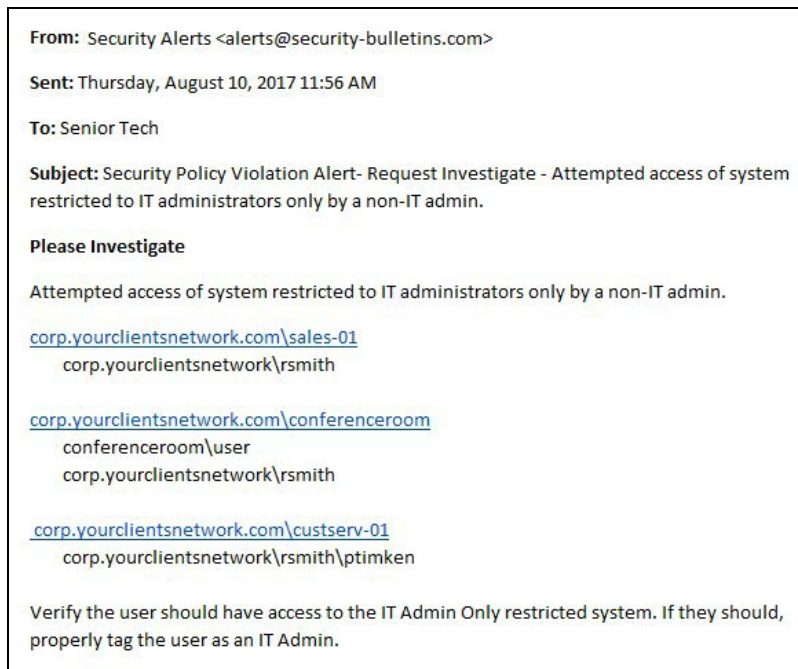 From: Security Alerts <alerts@security-bulletins.com>
Sent: Thursday, August 10, 2017 11:56 AM
To: Senior Tech
Subject: Security Policy Violation Alert- Request Investigate - Attempted access of system
restricted to IT administrators only by a non-IT admin.
Please Investigate
Attempted access of system restricted to IT administrators only by a non-IT admin.
corp.yourclientsnetwork.com\sales-01
corp.yourclientsnetwork\rsmith
corp.yourclientsnetwork.com\conferenceroom
conferenceroom\user
corp.yourclientsnetwork\rsmith
corp.yourclientsnetwork.com\custserv-01
corp.yourclientsnetwork\rsmith\ptimken
Verify the user should have access to the IT Admin Only restricted system. If they should,
properly tag the user as an IT Admin.